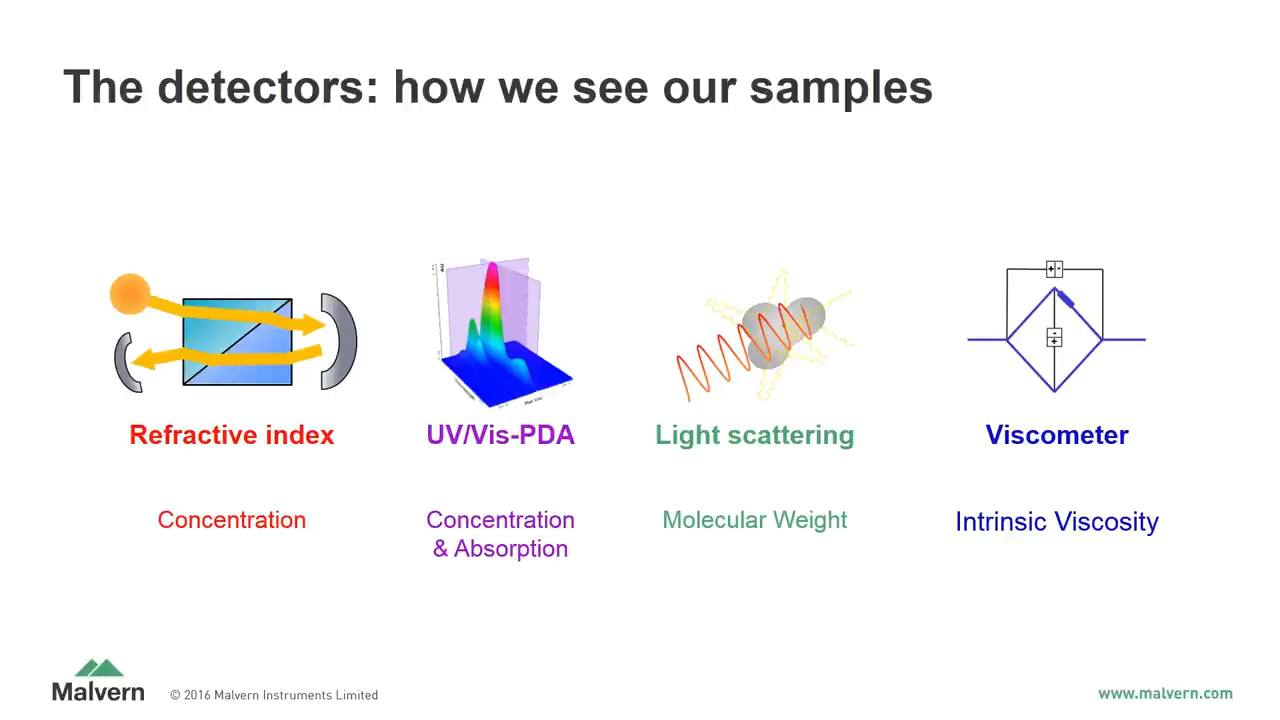 The detectors: how we see our samples
Refractive index
UV/Vis-PDA
Light scattering
Viscometer
Concentration
Concentration
& Absorption
Molecular Weight
Intrinsic Viscosity
Malvern
© 2016 Malvern Instruments Limited
www.malvern.com